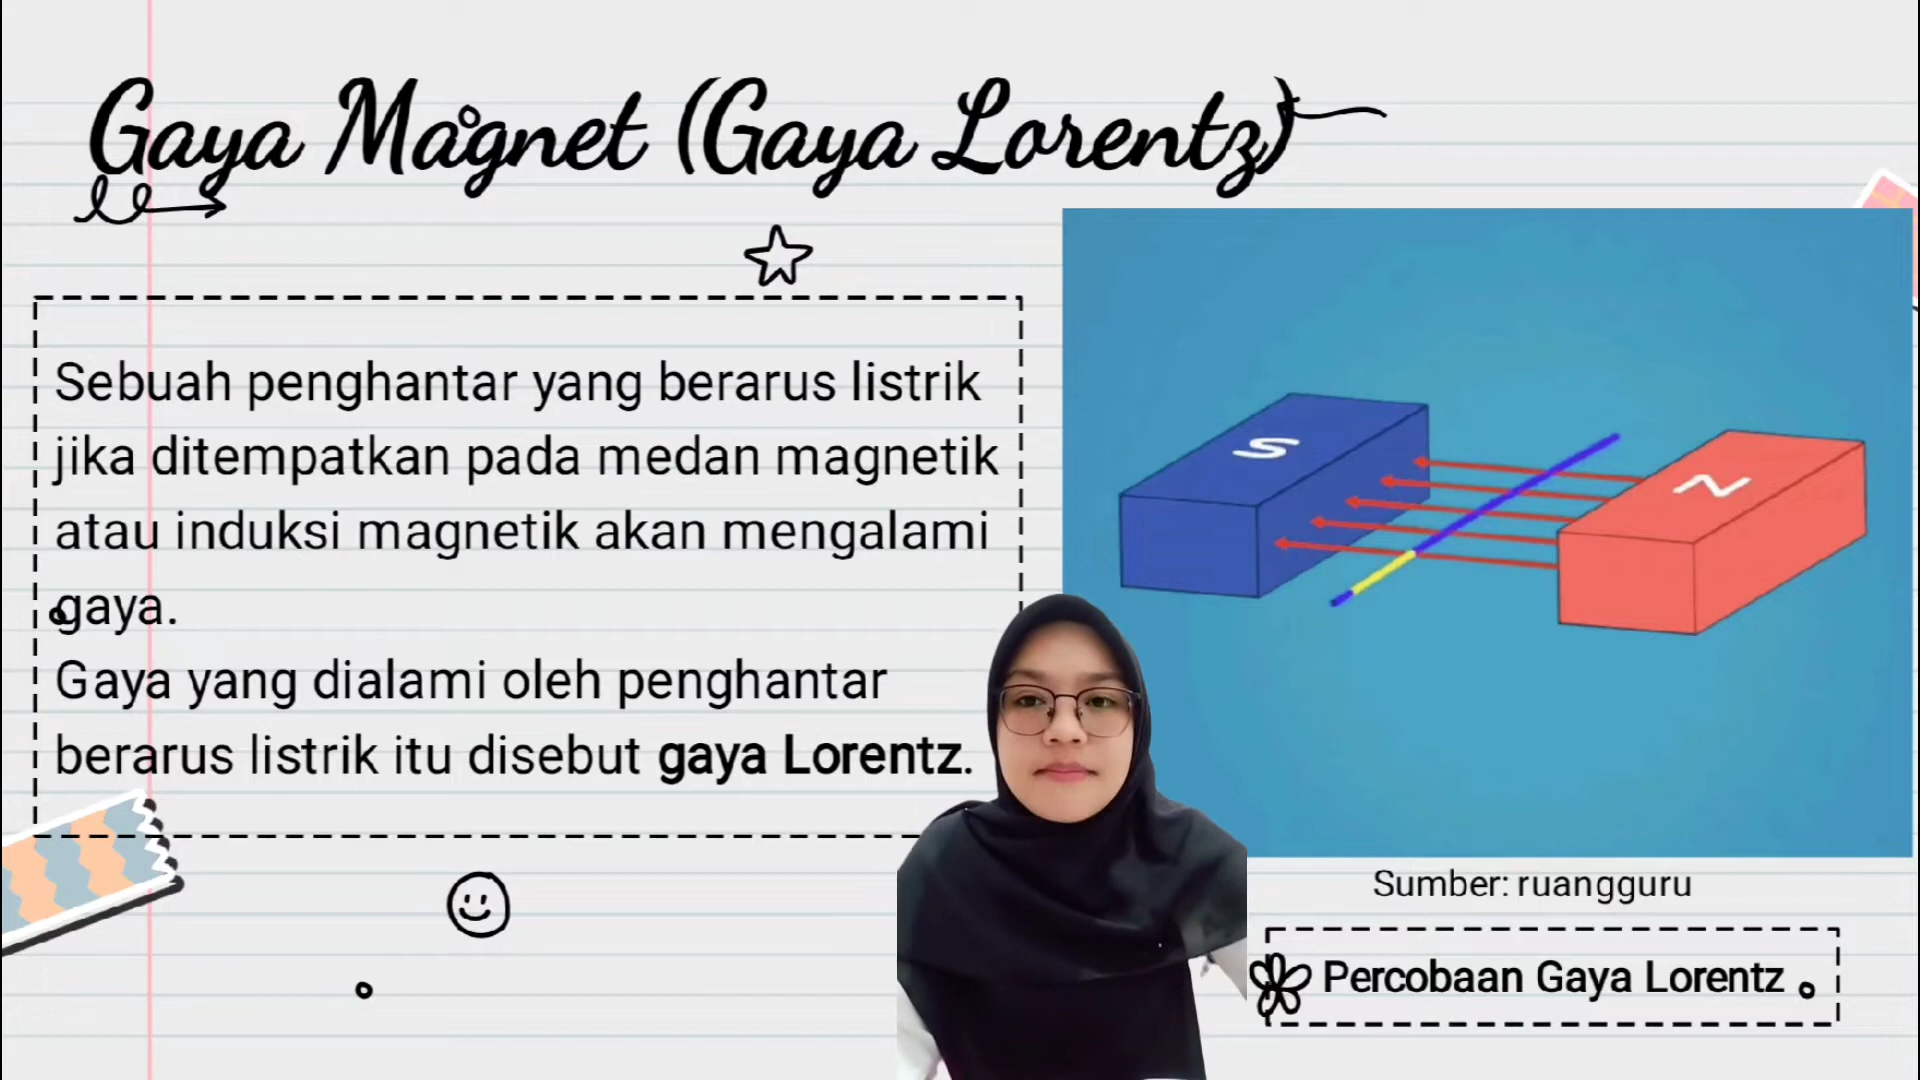 Gaya Magnet (Gaya Lorentz)
Sebuah penghantar yang berarus listrik
jika ditempatkan pada medan magnetik
atau induksi magnetik akan mengalami
gaya.
Gaya yang dialami oleh penghantar
berarus listrik itu disebut gaya Lorentz.
S
N
Sumber: ruangguru
Percobaan Gaya Lorentz